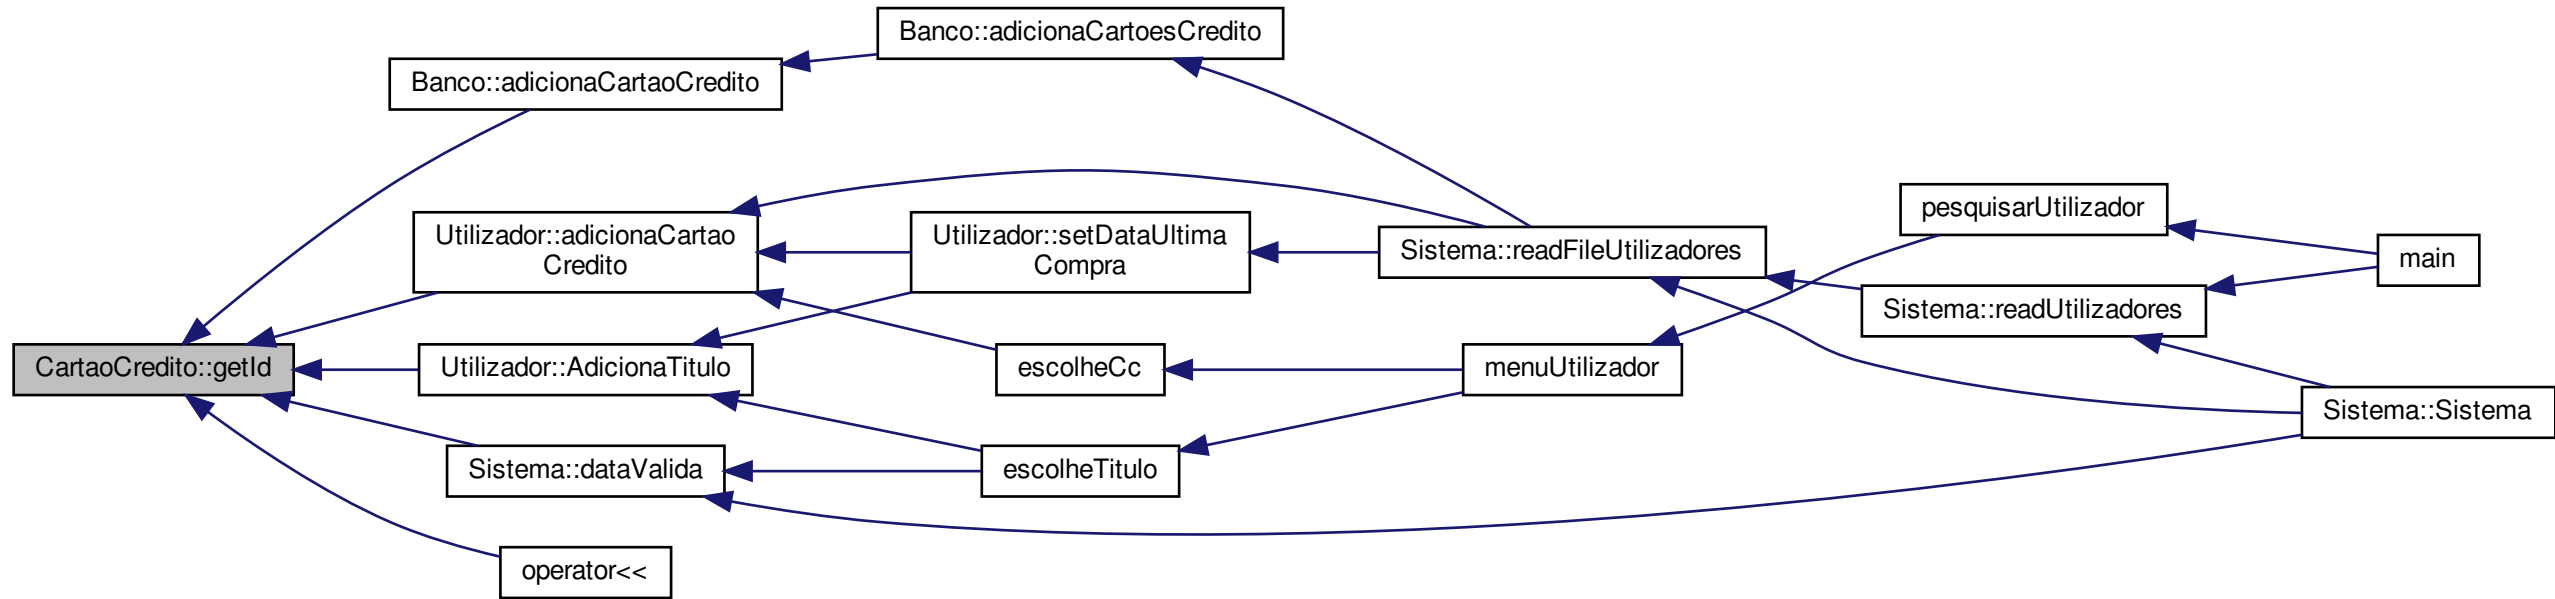 CartaoCredito::getId
Banco::adicionaCartaoCredito
Banco::adicionaCartoesCredito
Utilizador::adicionaCartao
Credito
Utilizador::setDataUltima
Compra
Sistema::readFileUtilizadores
pesquisarUtilizador
main
Sistema::readUtilizadores
Utilizador::AdicionaTitulo
escolheCc
menuUtilizador
Sistema::Sistema
Sistema::dataValida
escolheTitulo
operator<<